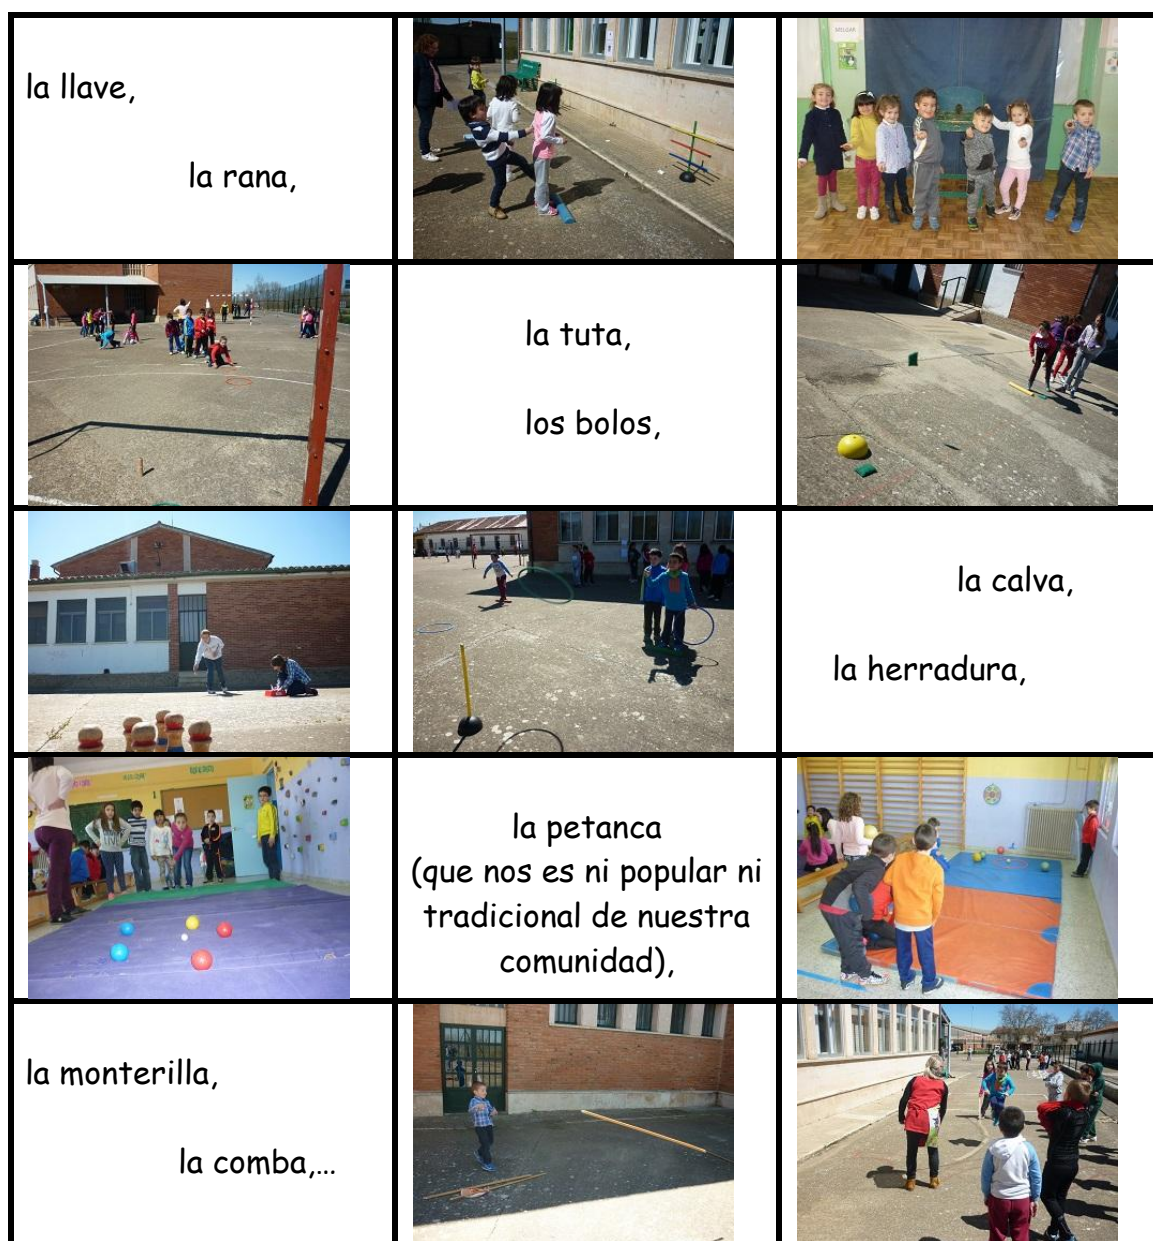 la llave,
la rana,
la tuta,
los bolos,
la calva,
la herradura,
la petanca
(que nos es ni popular ni
tradicional de nuestra
comunidad),
la monterilla,
la comba,...